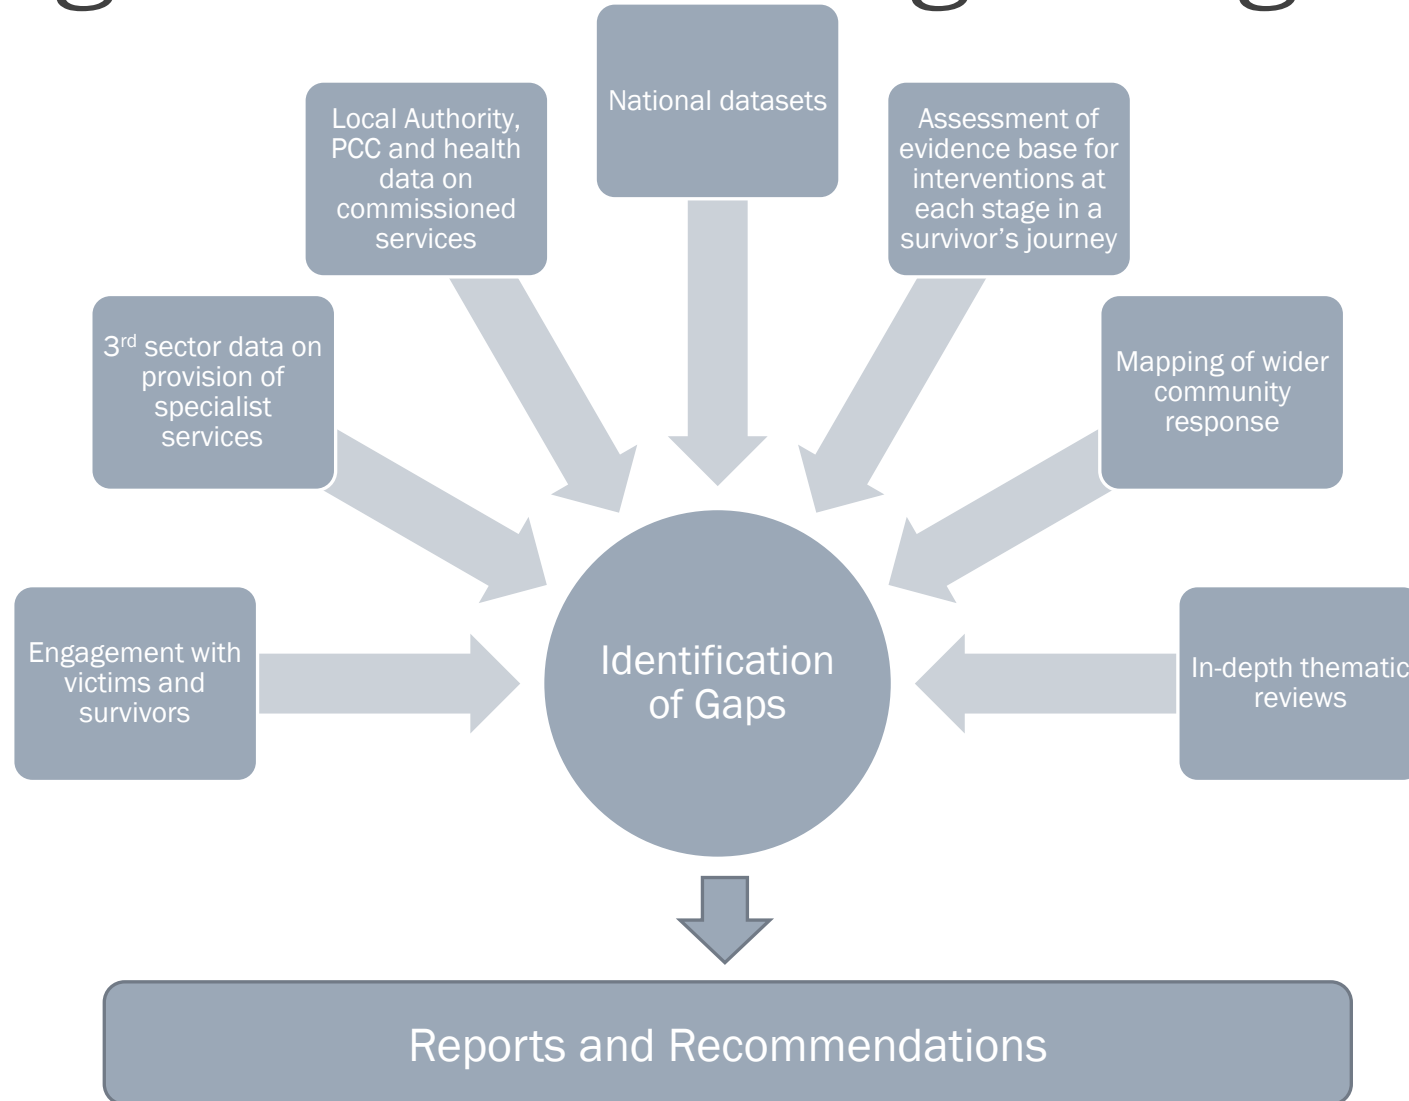 National datasets
Local Authority,
PCC and health
data on
commissioned
services
Assessment of
evidence base for
interventions at
each stage in a
survivor’s journey
3rd sector data on
provision of
specialist
services
Mapping of wider
community
response
Engagement with
victims and
survivors
Identification
of Gaps
In-depth thematic
reviews
Reports and Recommendations